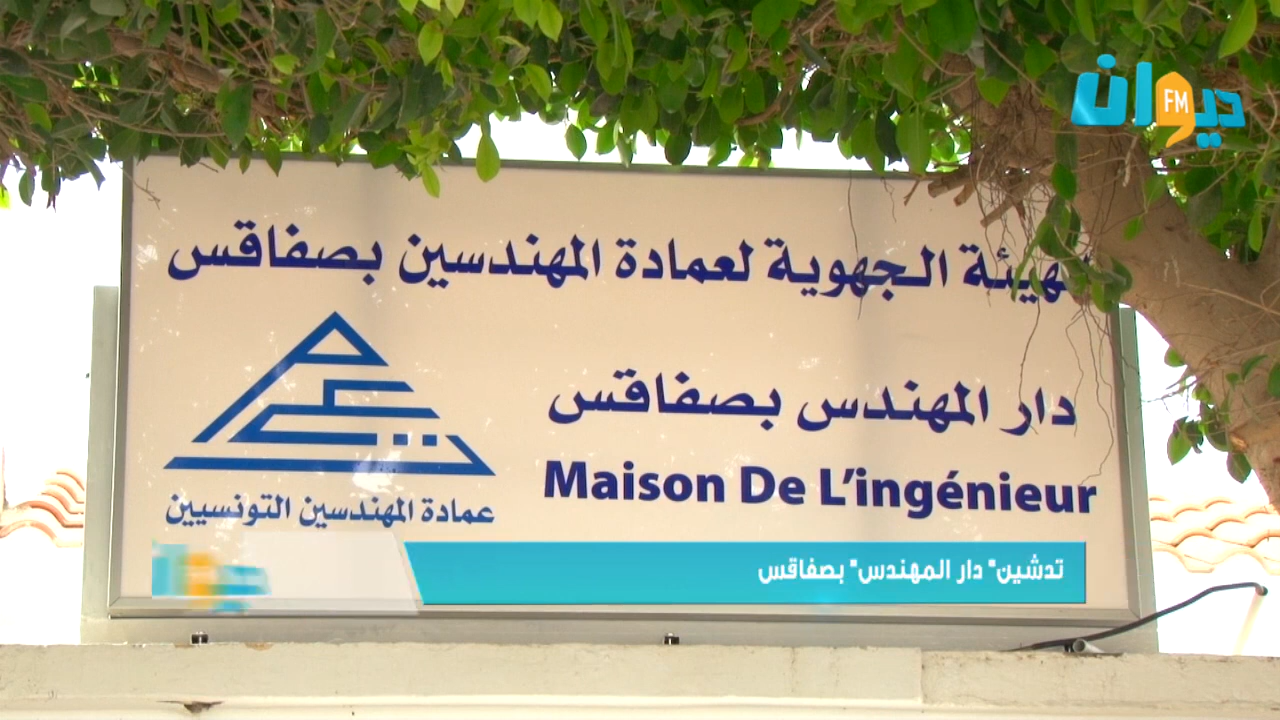 ديوان FM
الهيئة الجهوية لعمادة المهندسين بصفاقس
دار المهندس بصفاقس
Maison De L'ingénieur
عمادة المهندسين التونسيين
تدشين" دار المهندس" بصفاقس